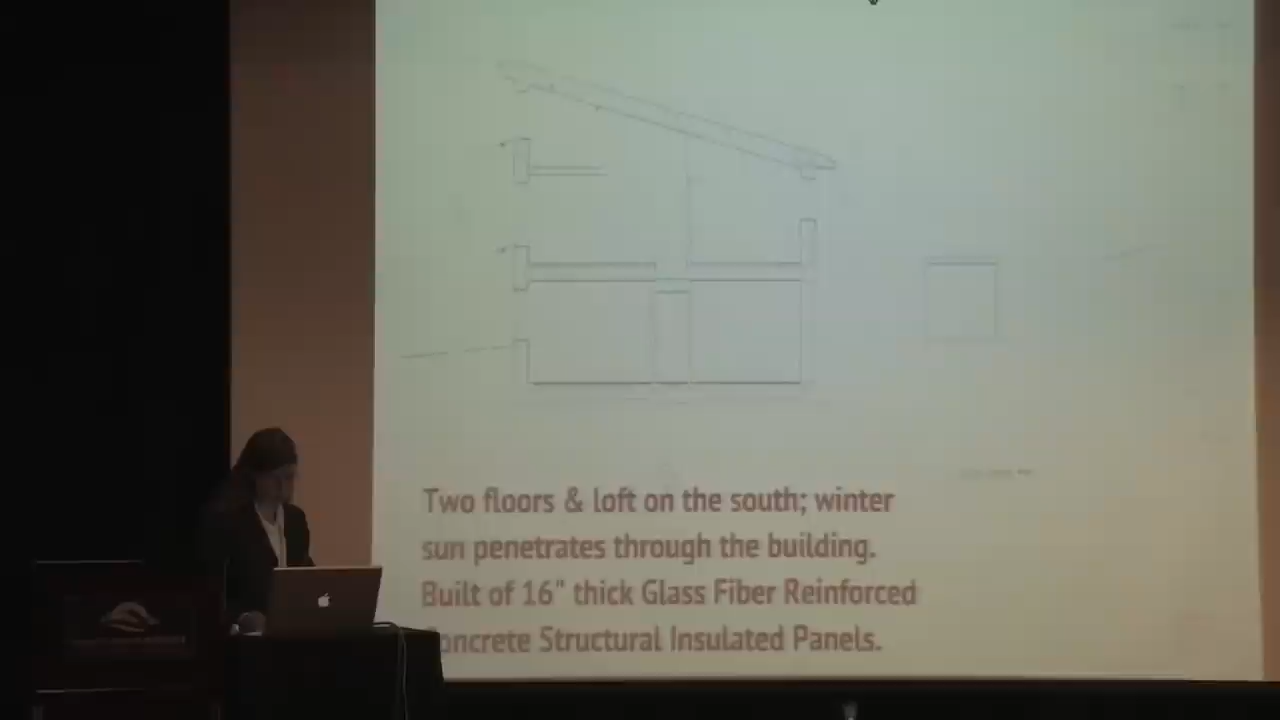 Two floors & loft on the south; winter
sun penetrates through the building.
Built of 16" thick Glass Fiber Reinforced
Concrete Structural Insulated Panels.